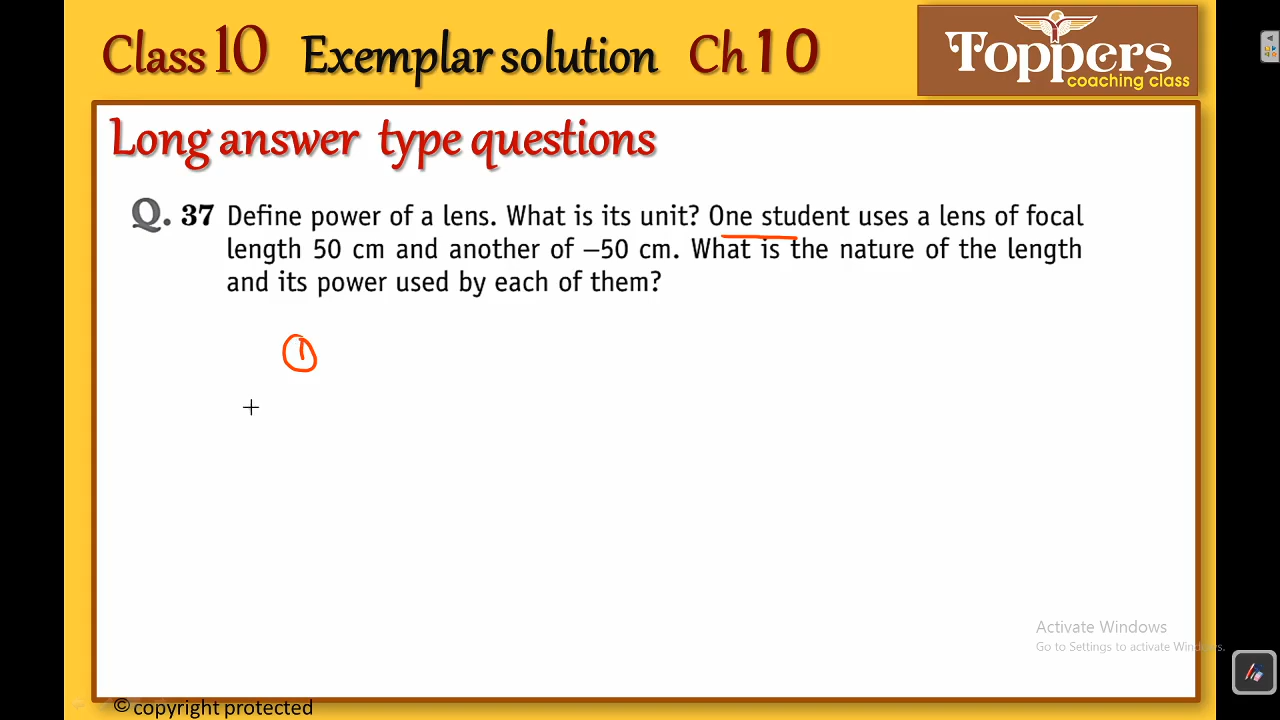 Class 10 Exemplar solution Ch 10
Toppers
coaching class
Long answer type questions
Q. 37 Define power of a lens. What is its unit? One student uses a lens of focal
length 50 cm and another of −50 cm. What is the nature of the length
and its power used by each of them?
1
Activate Windows
Go to Settings to activate Windows.
© copyright protected